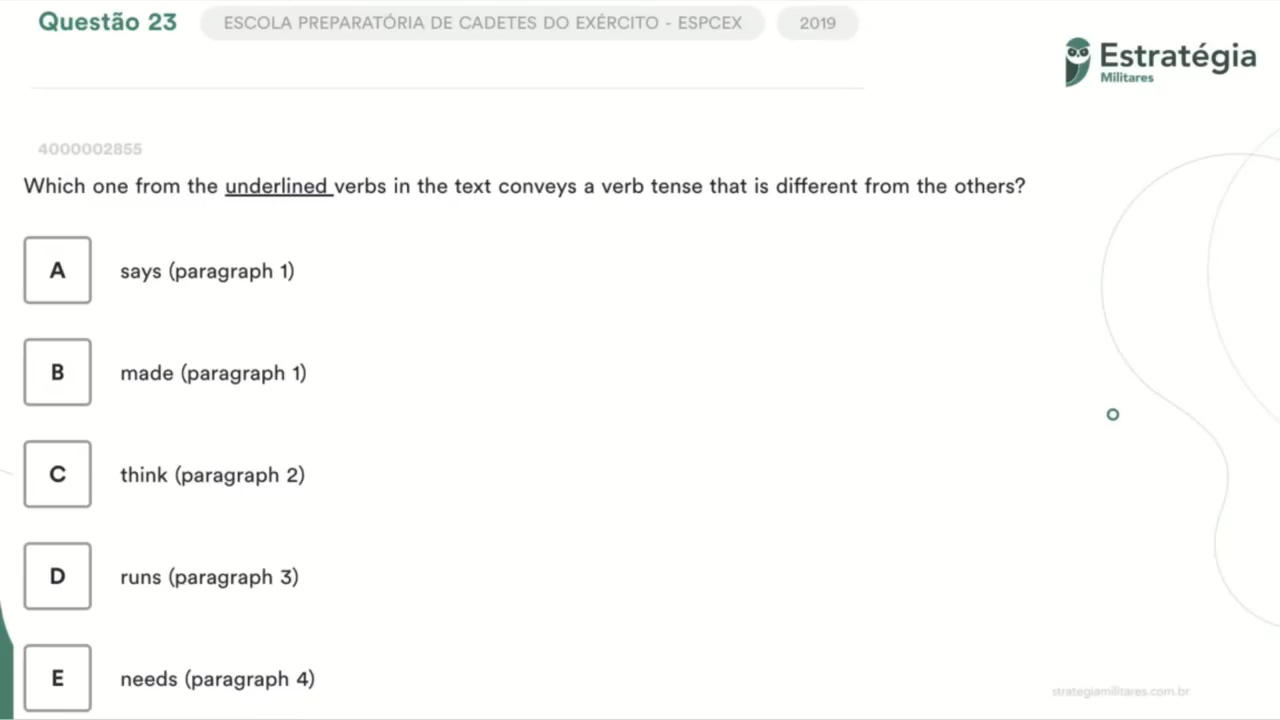 Questão 23
ESCOLA PREPARATÓRIA DE CADETES DO EXÉRCITO - ESPCEX
2019
Estratégia
Militares
4000002855
Which one from the underlined verbs in the text conveys a verb tense that is different from the others?
A says (paragraph 1)
B made (paragraph 1)
C think (paragraph 2)
D runs (paragraph 3)
E needs (paragraph 4)
strategiamilitares.com.br